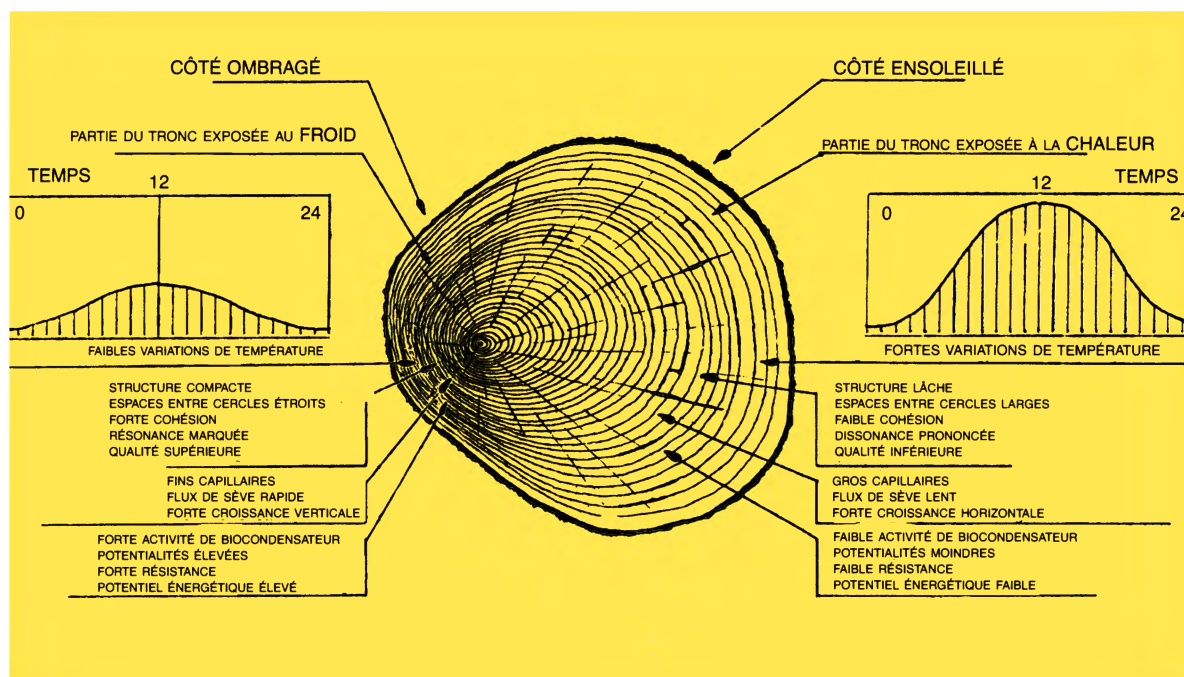 CÔTÉ OMBRAGÉ
PARTIE DU TRONC EXPOSÉE AU FROID
TEMPS
12
0
24
FAIBLES VARIATIONS DE TEMPÉRATURE
STRUCTURE COMPACTE
ESPACES ENTRE CERCLES ÉTROITS
FORTE COHÉSION
RÉSONANCE MARQUÉE
QUALITÉ SUPÉRIEURE
FINS CAPILLAIRES
FLUX DE SÈVE RAPIDE
FORTE CROISSANCE VERTICALE
FORTE ACTIVITÉ DE BIOCONDENSATEUR
POTENTIALITÉS ÉLEVÉES
FORTE RÉSISTANCE
POTENTIEL ÉNERGÉTIQUE ÉLEVÉ
CÔTÉ ENSOLEILLÉ
PARTIE DU TRONC EXPOSÉE À LA CHALEUR
TEMPS
12
0
24
FORTES VARIATIONS DE TEMPÉRATURE
STRUCTURE LÂCHE
ESPACES ENTRE CERCLES LARGES
FAIBLE COHÉSION
DISSONANCE PRONONCÉE
QUALITÉ INFÉRIEURE
GROS CAPILLAIRES
FLUX DE SÈVE LENT
FORTE CROISSANCE HORIZONTALE
FAIBLE ACTIVITÉ DE BIOCONDENSATEUR
POTENTIALITÉS MOINDRES
FAIBLE RÉSISTANCE
POTENTIEL ÉNERGÉTIQUE FAIBLE